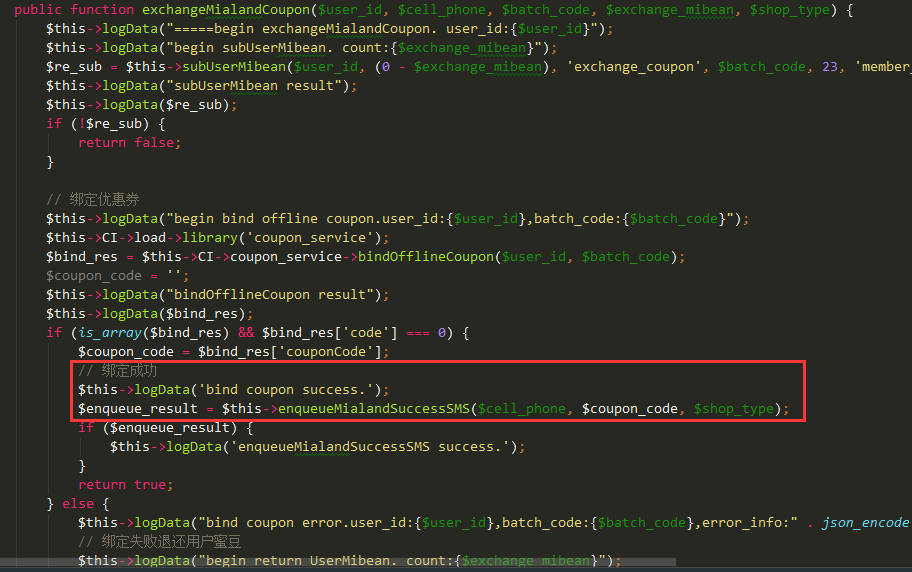 public function exchangeMialandCoupon($user_id, $cell_phone, $batch_code, $exchange_mibean, $shop_type) {
$this->logData("=====begin exchangeMialandCoupon. user_id:{$user_id}");
$this->logData("begin subUserMibean. count:{$exchange_mibean}");
$re_sub = $this->subUserMibean($user_id, (0 - $exchange_mibean), 'exchange_coupon', $batch_code, 23, 'member_
$this->logData("subUserMibean result");
$this->logData($re_sub);
if (!$re_sub) {
return false;
}
// 绑定优惠券
$this->logData("begin bind offline coupon.user_id:{$user_id},batch_code:{$batch_code}");
$this->CI->load->library('coupon_service');
$bind_res = $this->CI->coupon_service->bindOfflineCoupon($user_id, $batch_code);
$coupon_code = '';
$this->logData("bindOfflineCoupon result");
$this->logData($bind_res);
if (is_array($bind_res) && $bind_res['code'] === 0) {
$coupon_code = $bind_res['couponCode'];
// 绑定成功
$this->logData('bind coupon success.');
$enqueue_result = $this->enqueueMialandSuccessSMS($cell_phone, $coupon_code, $shop_type);
if ($enqueue_result) {
$this->logData('enqueueMialandSuccessSMS success.');
}
return true;
} else {
$this->logData("bind coupon error.user_id:{$user_id},batch_code:{$batch_code},error_info:" . json_encode
// 绑定失败退还用户蜜豆
$this->logData("begin return UserMibean. count:{$exchange_mibean}");